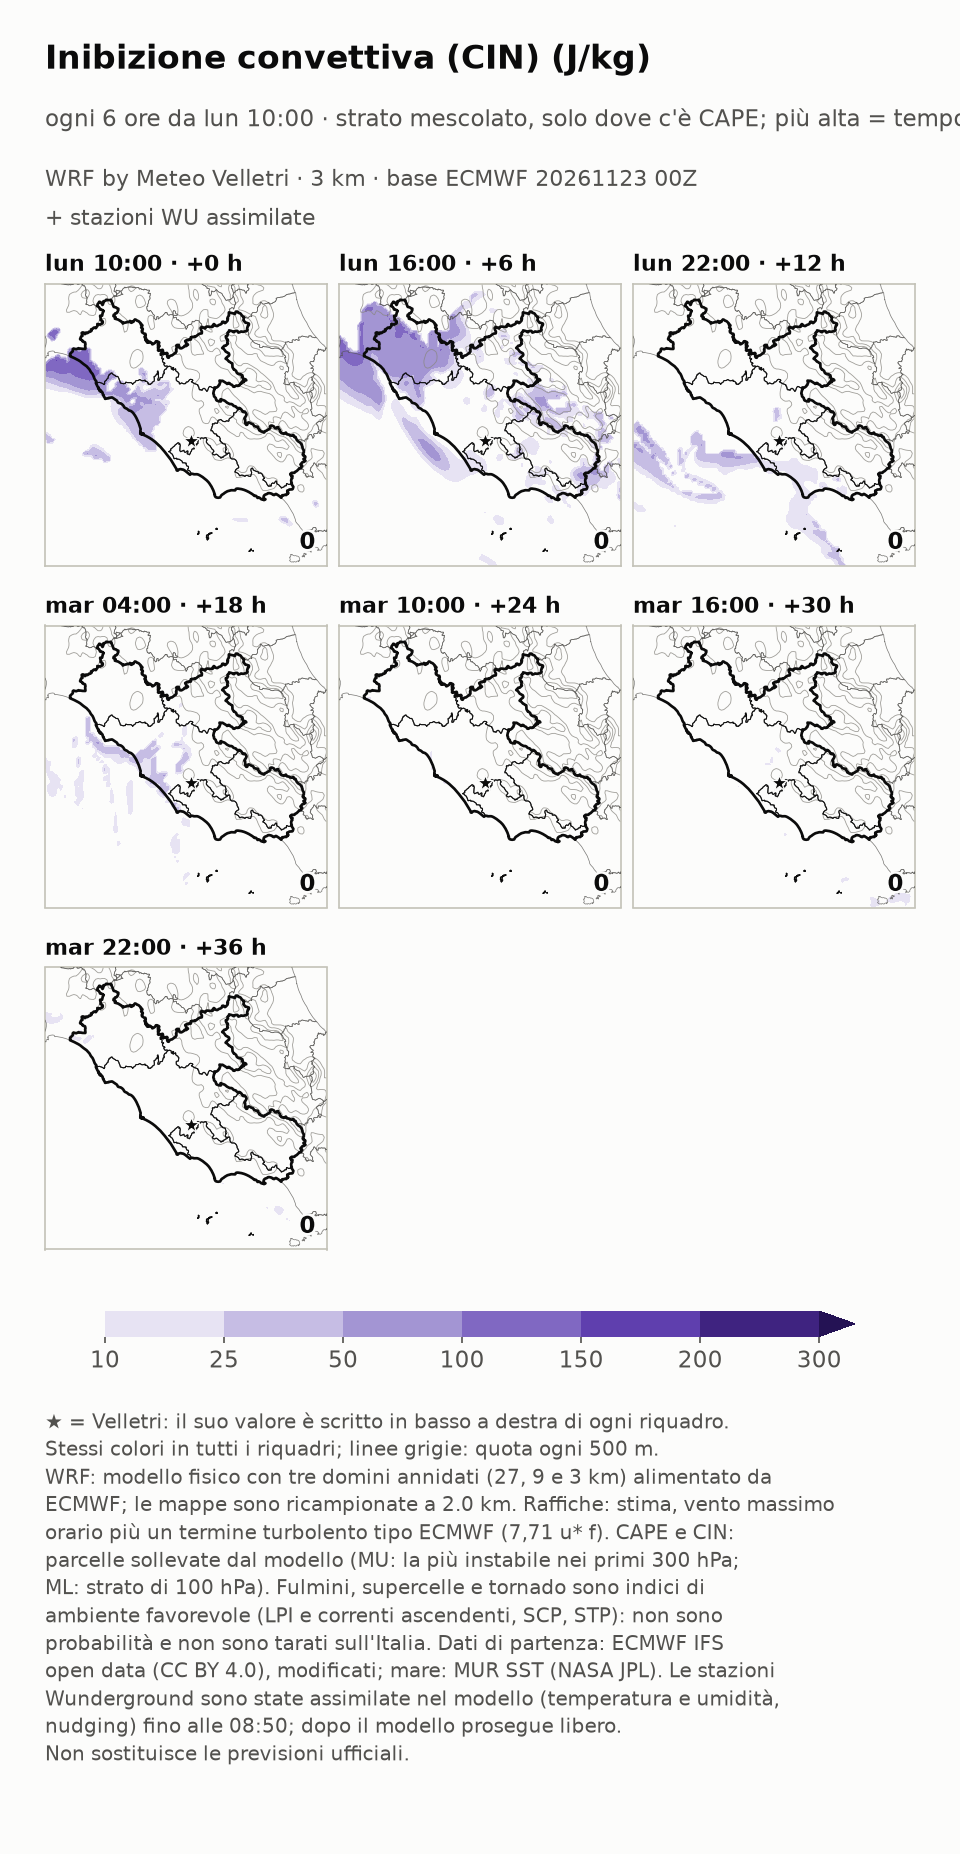 Inibizione convettiva (CIN) (J/kg)
ogni 6 ore da lun 10:00 · strato mescolato, solo dove c'è CAPE; più alta = tempo
WRF by Meteo Velletri · 3 km · base ECMWF 20261123 00Z
+ stazioni WU assimilate
lun 10:00 · +0 h
lun 16:00 · +6 h
lun 22:00 · +12 h
0
0
0
mar 04:00 · +18 h
mar 10:00 · +24 h
mar 16:00 · +30 h
0
0
0
mar 22:00 · +36 h
0
10 25 50 100 150 200 300
★ = Velletri: il suo valore è scritto in basso a destra di ogni riquadro.
Stessi colori in tutti i riquadri; linee grigie: quota ogni 500 m.
WRF: modello fisico con tre domini annidati (27, 9 e 3 km) alimentato da
ECMWF; le mappe sono ricampionate a 2.0 km. Raffiche: stima, vento massimo
orario più un termine turbolento tipo ECMWF (7,71 u* f). CAPE e CIN:
parcelle sollevate dal modello (MU: la più instabile nei primi 300 hPa;
ML: strato di 100 hPa). Fulmini, supercelle e tornado sono indici di
ambiente favorevole (LPI e correnti ascendenti, SCP, STP): non sono
probabilità e non sono tarati sull'Italia. Dati di partenza: ECMWF IFS
open data (CC BY 4.0), modificati; mare: MUR SST (NASA JPL). Le stazioni
Wunderground sono state assimilate nel modello (temperatura e umidità,
nudging) fino alle 08:50; dopo il modello prosegue libero.
Non sostituisce le previsioni ufficiali.